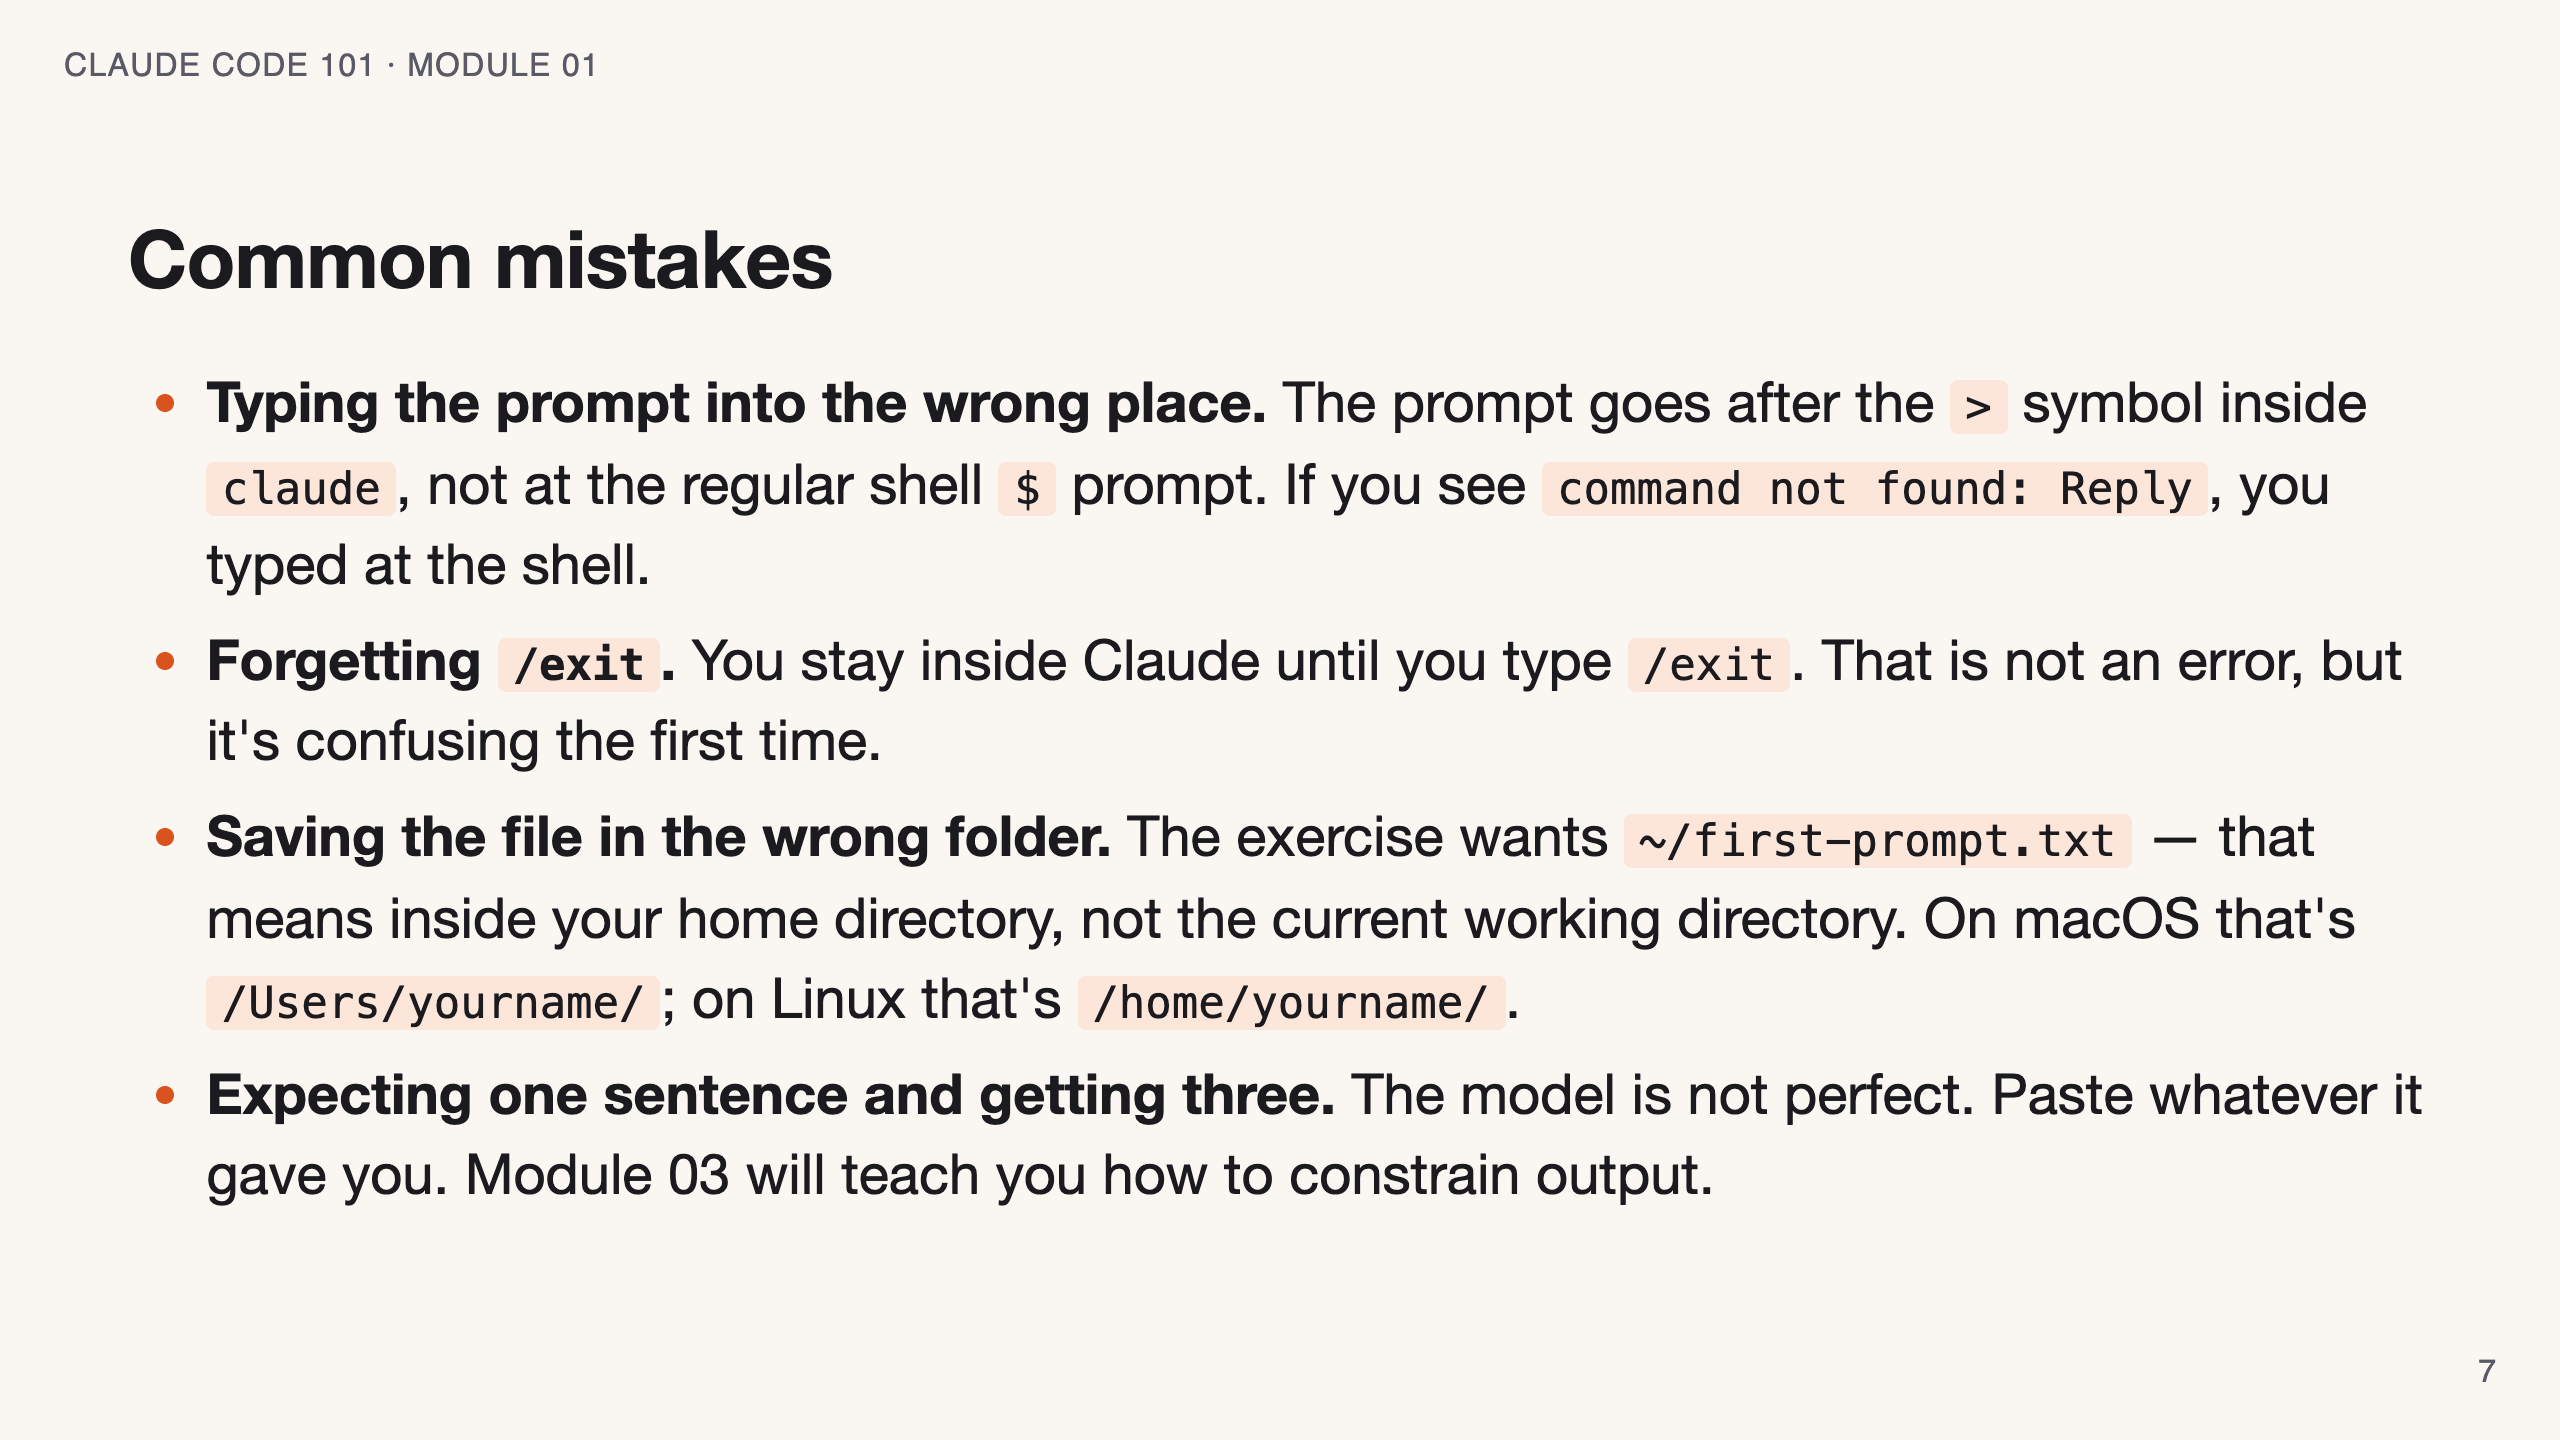 CLAUDE CODE 101 · MODULE 01
Common mistakes
• Typing the prompt into the wrong place. The prompt goes after the > symbol inside
claude, not at the regular shell $ prompt. If you see command not found: Reply, you
typed at the shell.
• Forgetting /exit. You stay inside Claude until you type /exit. That is not an error, but
it's confusing the first time.
• Saving the file in the wrong folder. The exercise wants ~/first-prompt.txt — that
means inside your home directory, not the current working directory. On macOS that's
/Users/yourname/; on Linux that's /home/yourname/.
• Expecting one sentence and getting three. The model is not perfect. Paste whatever it
gave you. Module 03 will teach you how to constrain output.
7